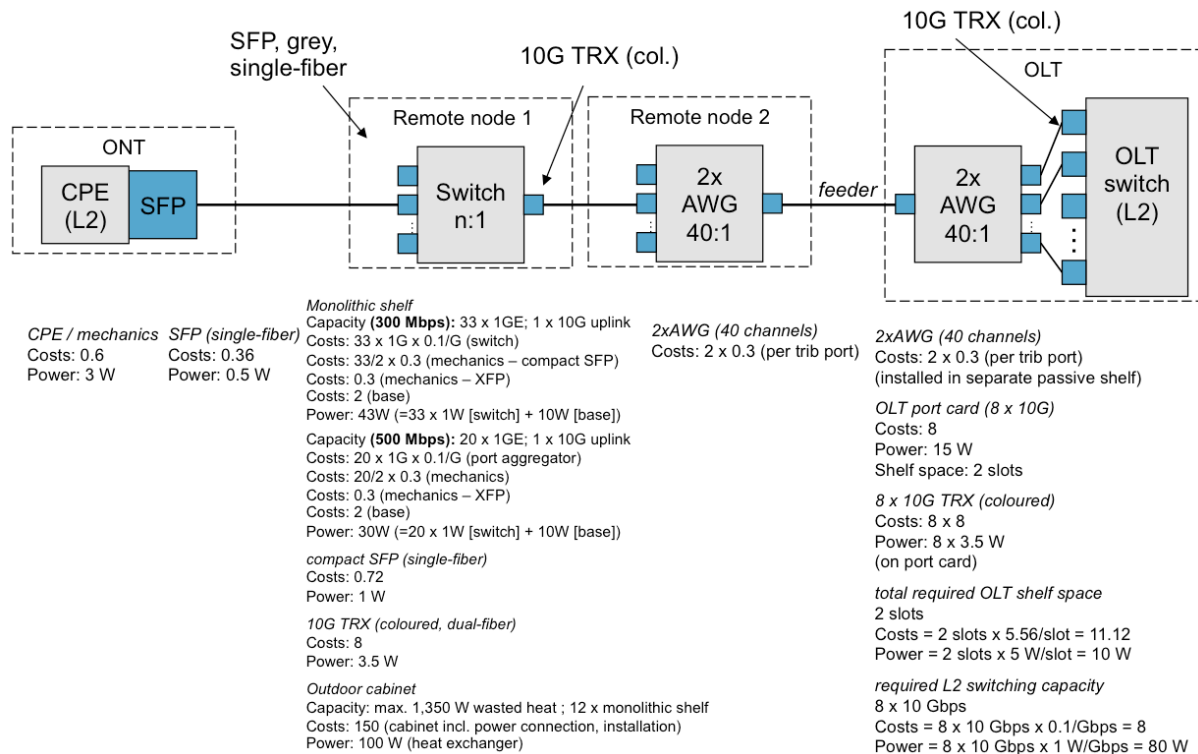 SFP, grey,
single-fiber
10G TRX (col.)
10G TRX (col.)
OLT
Remote node 1
Remote node 2
ONT
CPE
(L2)
SFP
Switch
n:1
2x
AWG
40:1
feeder
2x
AWG
40:1
OLT
switch
(L2)
CPE / mechanics
Costs: 0.6
Power: 3 W
SFP (single-fiber)
Costs: 0.36
Power: 0.5 W
Monolithic shelf
Capacity (300 Mbps): 33 x 1GE; 1 x 10G uplink
Costs: 33 x 1G x 0.1/G (switch)
Costs: 33/2 x 0.3 (mechanics – compact SFP)
Costs: 0.3 (mechanics – XFP)
Costs: 2 (base)
Power: 43W (=33 x 1W [switch] + 10W [base])
Capacity (500 Mbps): 20 x 1GE; 1 x 10G uplink
Costs: 20 x 1G x 0.1/G (port aggregator)
Costs: 20/2 x 0.3 (mechanics)
Costs: 0.3 (mechanics – XFP)
Costs: 2 (base)
Power: 30W (=20 x 1W [switch] + 10W [base])
compact SFP (single-fiber)
Costs: 0.72
Power: 1 W
10G TRX (coloured, dual-fiber)
Costs: 8
Power: 3.5 W
Outdoor cabinet
Capacity: max. 1,350 W wasted heat ; 12 x monolithic shelf
Costs: 150 (cabinet incl. power connection, installation)
Power: 100 W (heat exchanger)
2xAWG (40 channels)
Costs: 2 x 0.3 (per trib port)
2xAWG (40 channels)
Costs: 2 x 0.3 (per trib port)
(installed in separate passive shelf)
OLT port card (8 x 10G)
Costs: 8
Power: 15 W
Shelf space: 2 slots
8 x 10G TRX (coloured)
Costs: 8 x 8
Power: 8 x 3.5 W
(on port card)
total required OLT shelf space
2 slots
Costs = 2 slots x 5.56/slot = 11.12
Power = 2 slots x 5 W/slot = 10 W
required L2 switching capacity
8 x 10 Gbps
Costs = 8 x 10 Gbps x 0.1/Gbps = 8
Power = 8 x 10 Gbps x 1 W/Gbps = 80 W